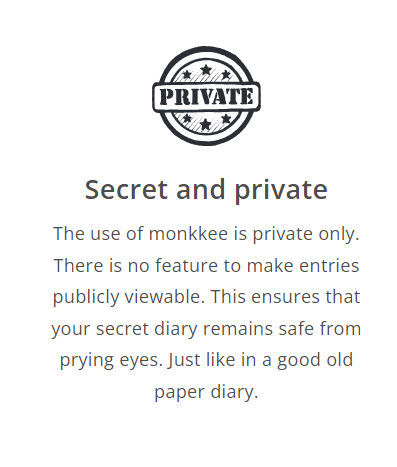 PRIVATE
Secret and private
The use of monkkee is private only.
There is no feature to make entries
publicly viewable. This ensures that
your secret diary remains safe from
prying eyes. Just like in a good old
paper diary.